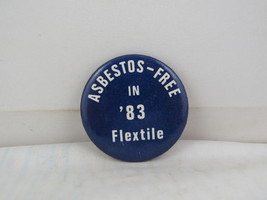 ASBESTOS-FREE
IN
'83
Flextile